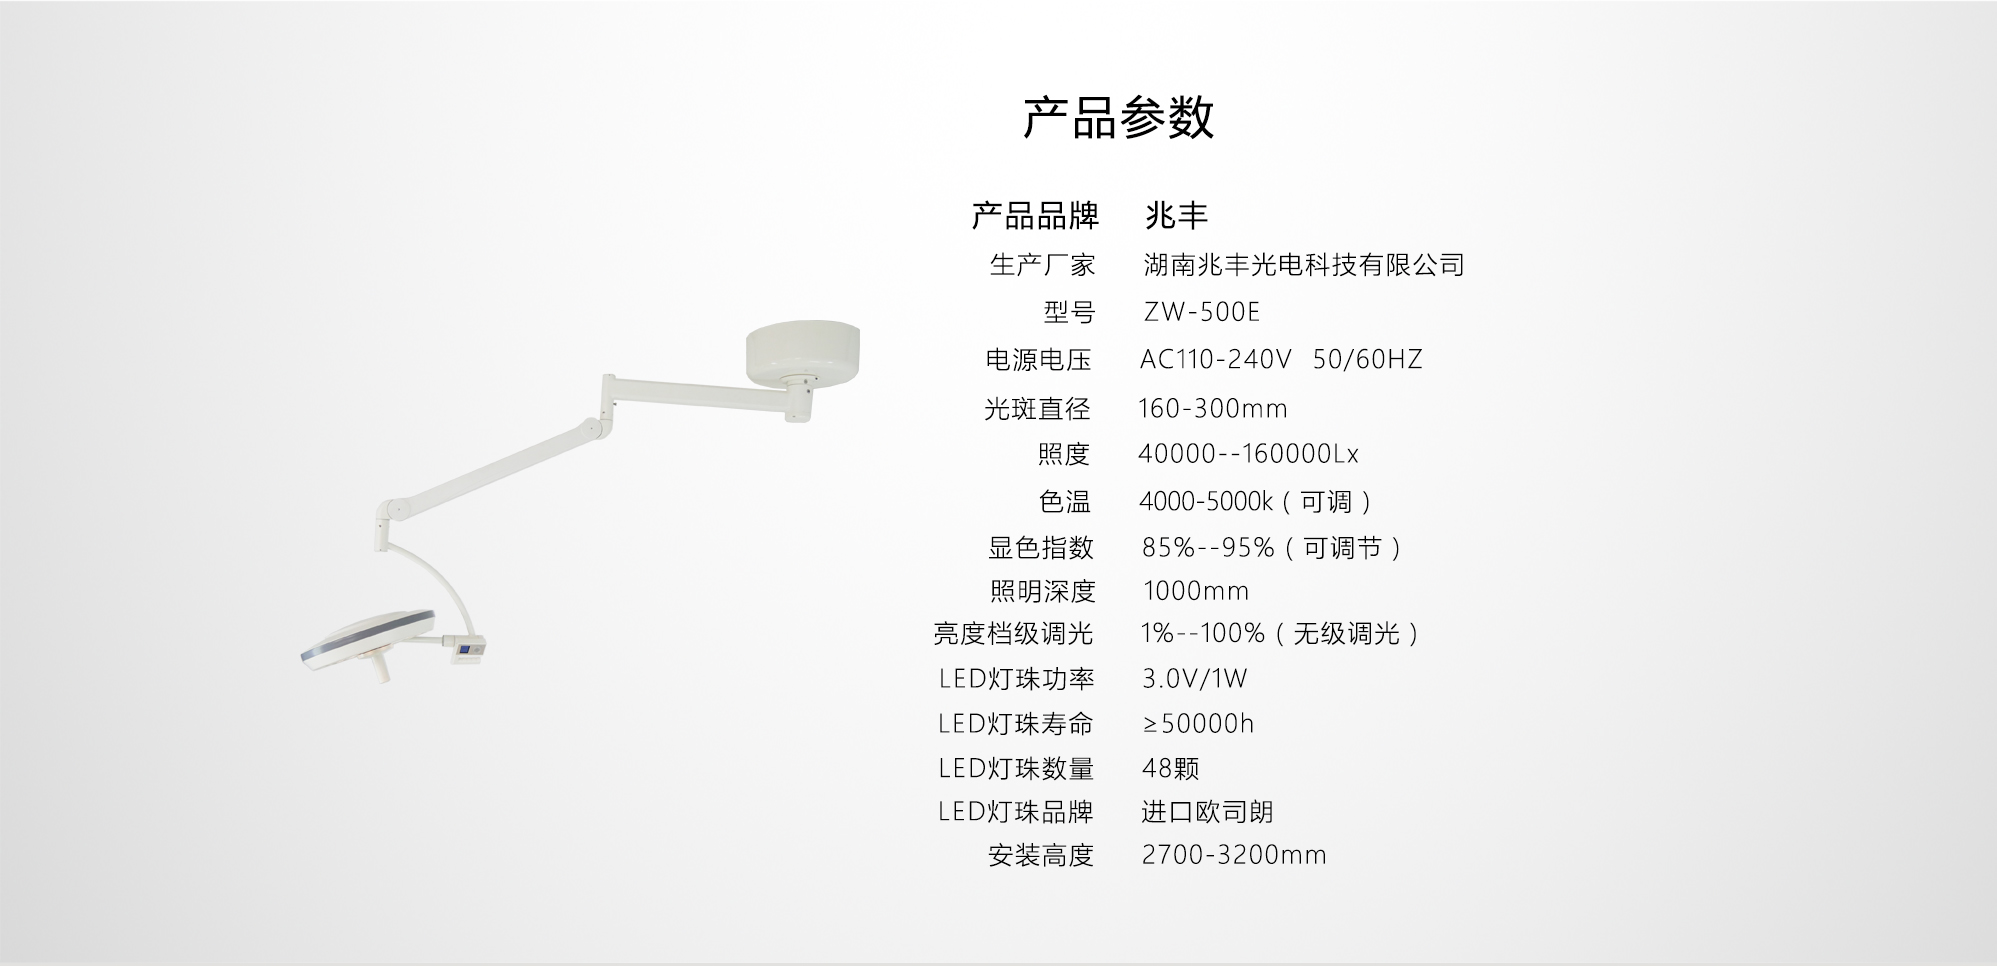 产品参数
产品品牌 兆丰
生产厂家 湖南兆丰光电科技有限公司
型号 ZW-500E
电源电压 AC110-240V 50/60HZ
光斑直径 160-300mm
照度 40000--160000Lx
色温 4000-5000k（可调）
显色指数 85%--95%（可调节）
照明深度 1000mm
亮度档级调光 1%--100%（无级调光）
LED灯珠功率 3.0V/1W
LED灯珠寿命 ≥50000h
LED灯珠数量 48颗
LED灯珠品牌 进口欧司朗
安装高度 2700-3200mm